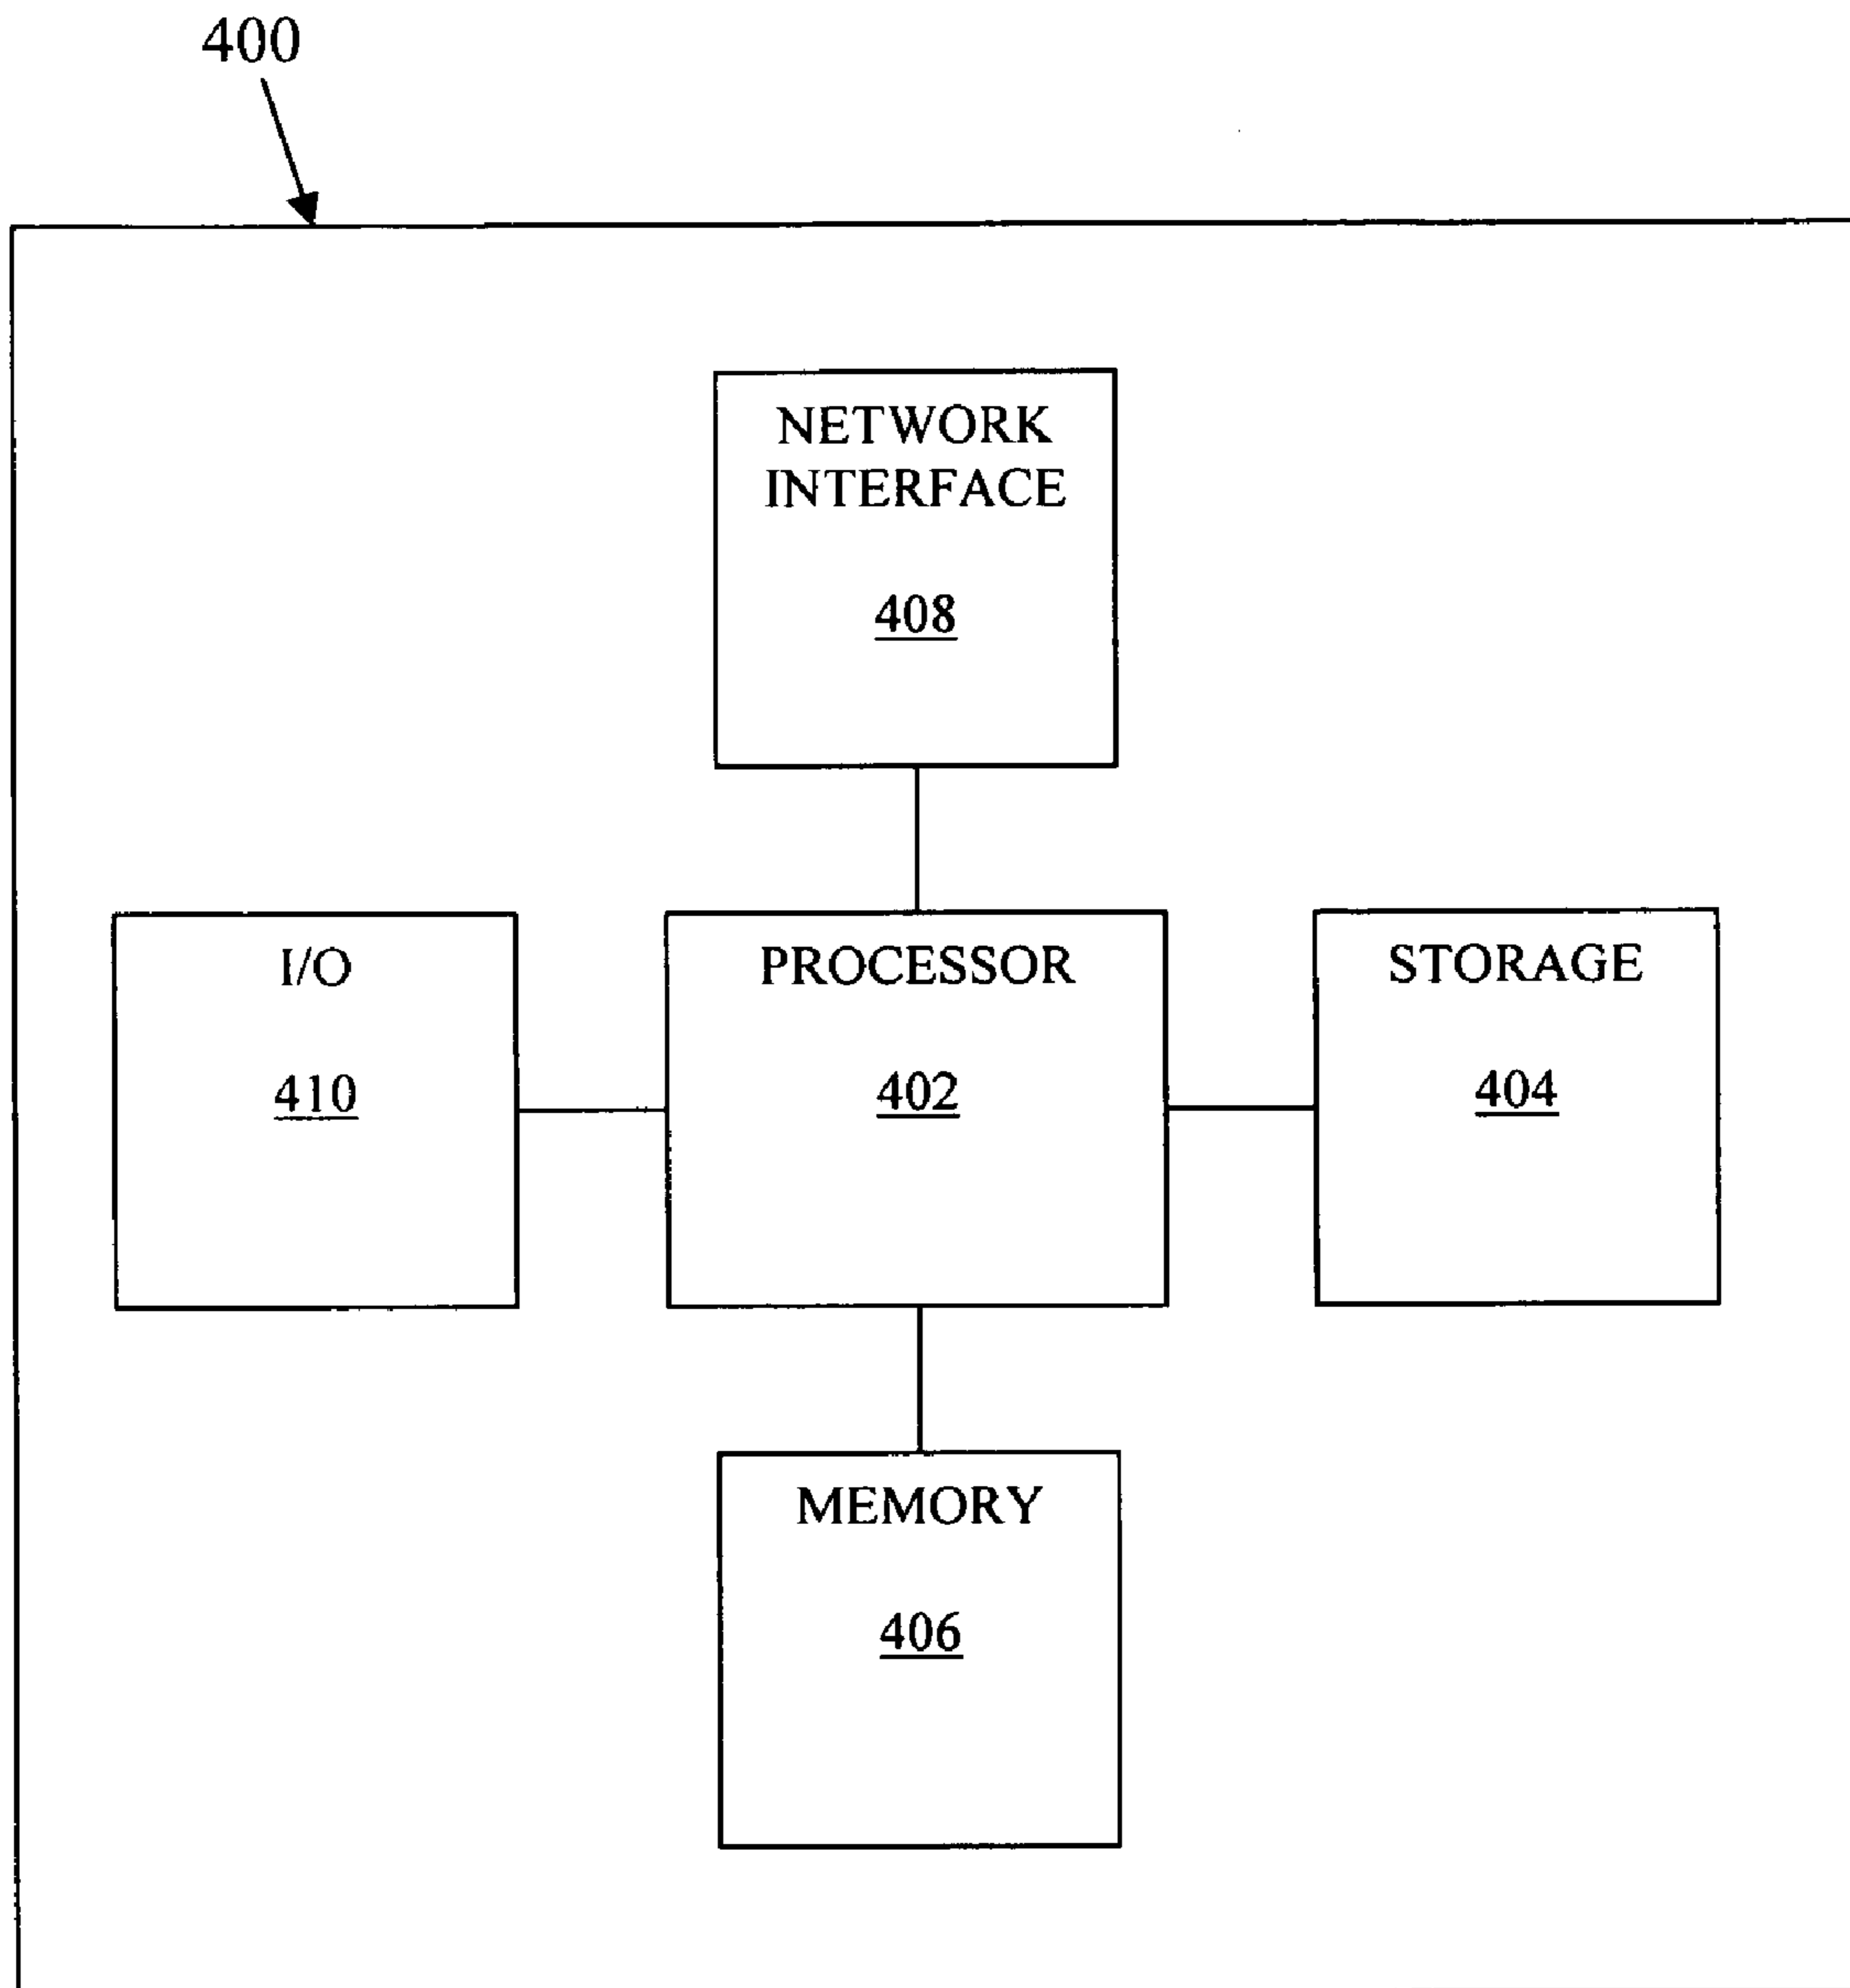 400
NETWORK
INTERFACE
408
I/O
410
PROCESSOR
402
STORAGE
404
MEMORY
406